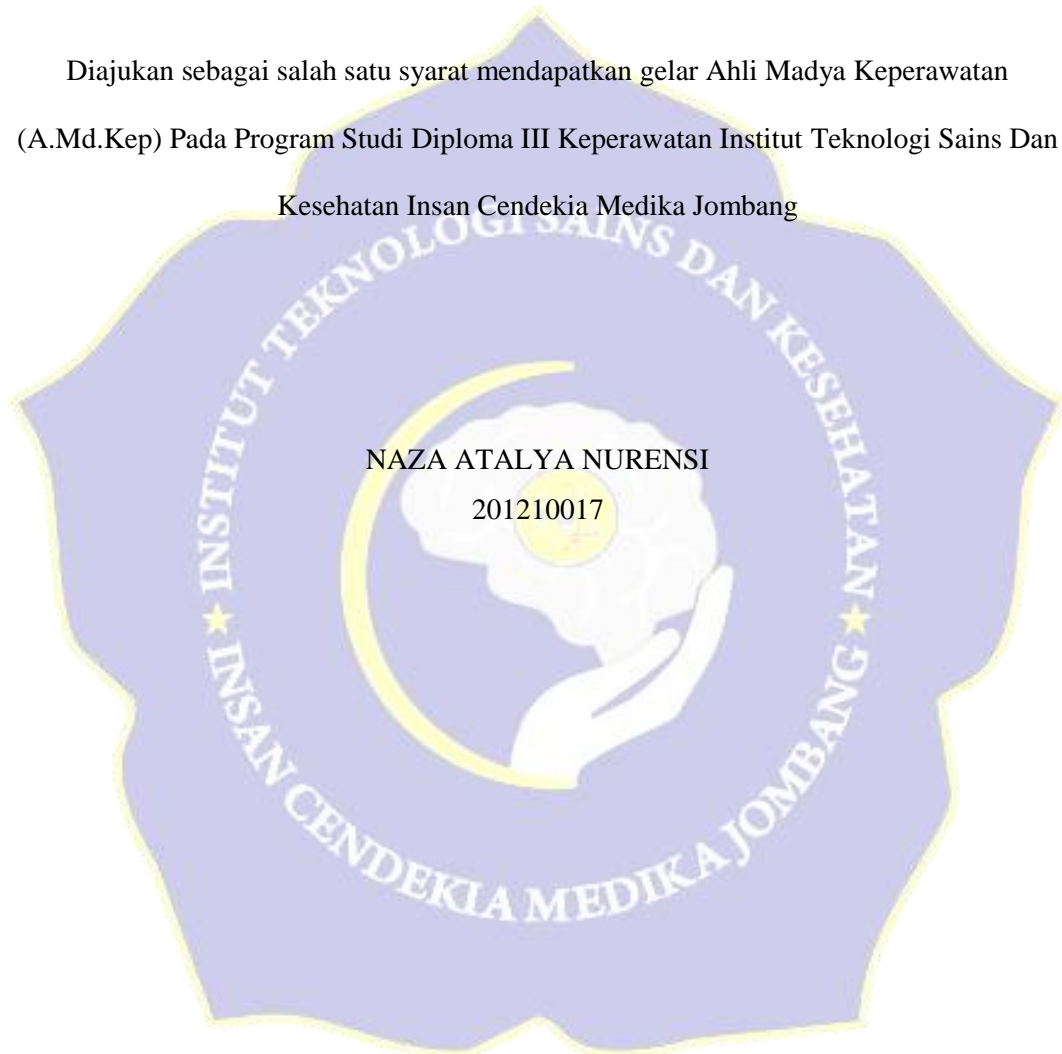 Diajukan sebagai salah satu syarat mendapatkan gelar Ahli Madya Keperawatan
(A.Md.Kep) Pada Program Studi Diploma III Keperawatan Institut Teknologi Sains Dan
Kesehatan Insan Cendekia Medika Jombang
INSTITUT TEKNOLOGI SAINS DAN KESEHATAN
NAZA ATALYA NURENSI
201210017
INSAN CENDEKIA MEDIKA JOMBANG